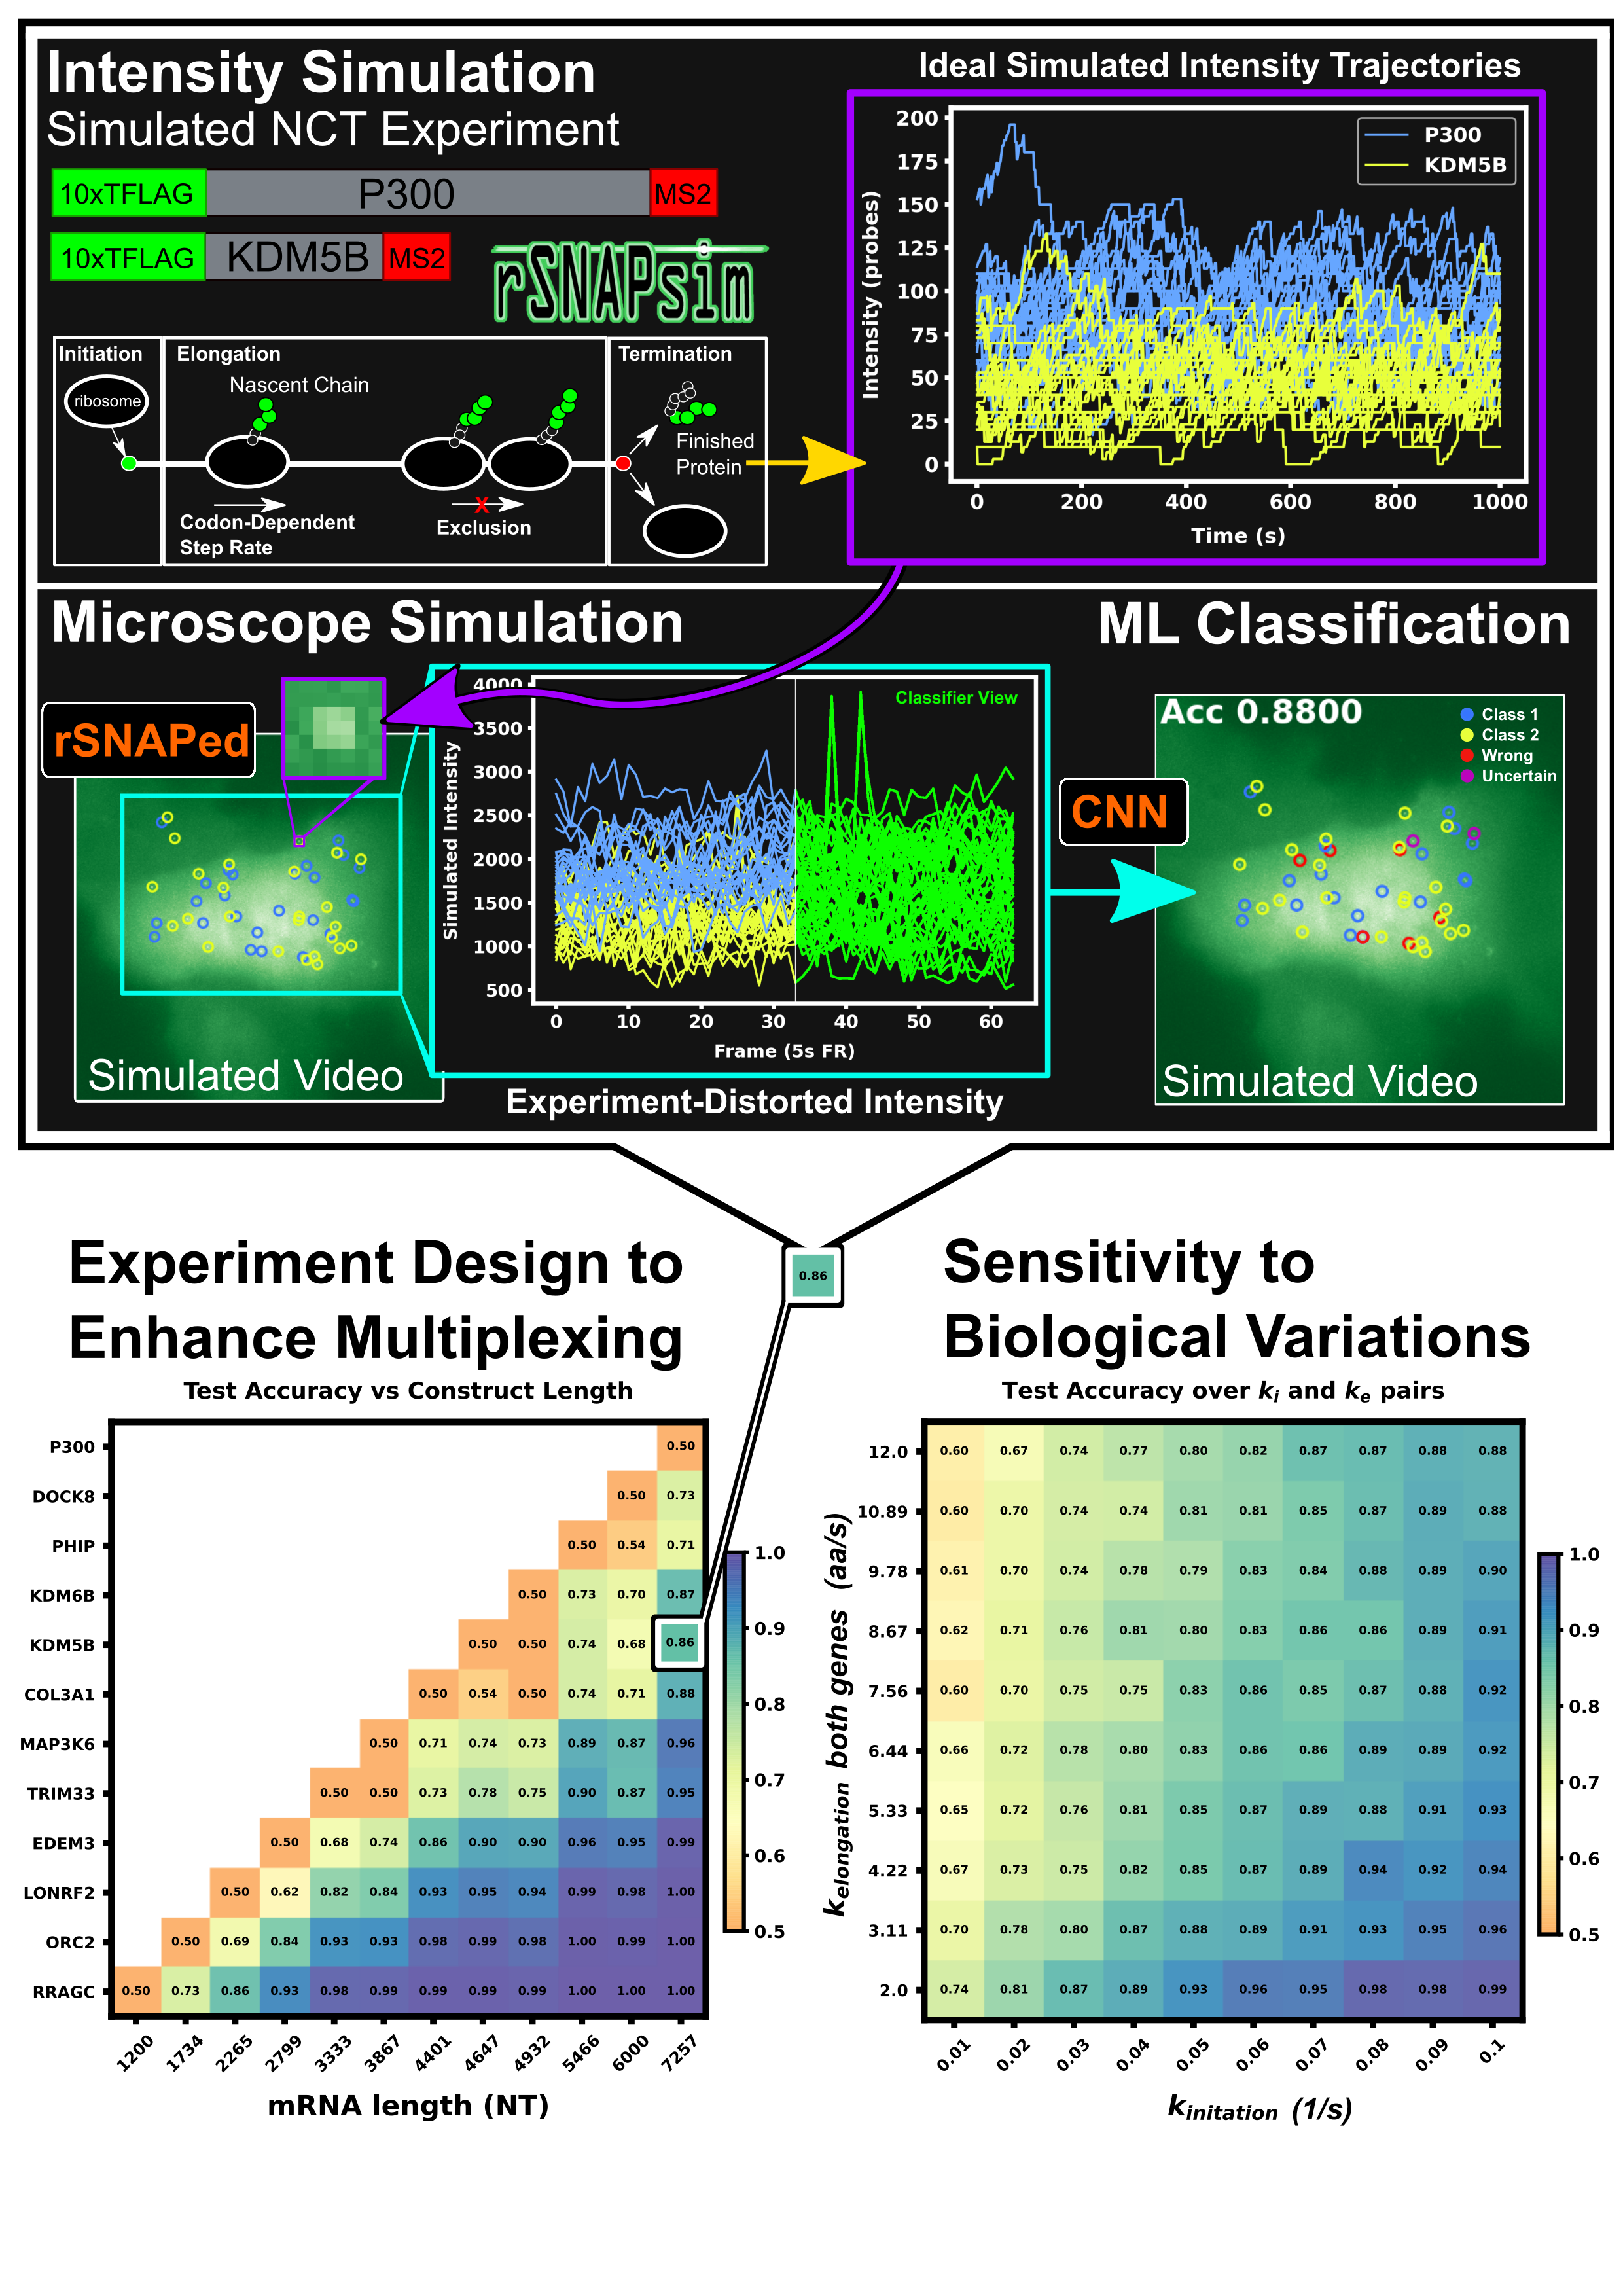 Intensity Simulation
Simulated NCT Experiment
10xTFLAG P300 MS2
10xTFLAG KDM5B MS2
rSNAPsim
Initiation
ribosome
Elongation
Nascent Chain
Codon-Dependent
Step Rate
Exclusion
X
Termination
Finished
Protein
Ideal Simulated Intensity Trajectories
Intensity (probes)
200
175
150
125
100
75
50
25
0
P300
KDM5B
0 200 400 600 800 1000
Time (s)
Microscope Simulation
rSNAPed
Simulated Video
Simulated Intensity
4000
3500
3000
2500
2000
1500
1000
500
Classifier View
0 10 20 30 40 50 60
Frame (5s FR)
Experiment-Distorted Intensity
ML Classification
CNN
Acc 0.8800
Class 1
Class 2
Wrong
Uncertain
Simulated Video
0.86
Experiment Design to
Enhance Multiplexing
Test Accuracy vs Construct Length
P300 0.50
DOCK8 0.50 0.73
PHIP 0.50 0.54 0.71
KDM6B 0.50 0.73 0.70 0.87
KDM5B 0.50 0.50 0.74 0.68 0.86
COL3A1 0.50 0.54 0.50 0.74 0.71 0.88
MAP3K6 0.50 0.71 0.74 0.73 0.89 0.87 0.96
TRIM33 0.50 0.50 0.73 0.78 0.75 0.90 0.87 0.95
EDEM3 0.50 0.68 0.74 0.86 0.90 0.90 0.96 0.95 0.99
LONRF2 0.50 0.62 0.82 0.84 0.93 0.95 0.94 0.99 0.98 1.00
ORC2 0.50 0.69 0.84 0.93 0.93 0.98 0.99 0.98 1.00 0.99 1.00
RRAGC 0.50 0.73 0.86 0.93 0.98 0.99 0.99 0.99 0.99 1.00 1.00 1.00
1200 1734 2265 2799 3333 3867 4401 4647 4932 5466 6000 7257
mRNA length (NT)
1.0
0.9
0.8
0.7
0.6
0.5
Sensitivity to
Biological Variations
Test Accuracy over ki and ke pairs
kelongation both genes (aa/s)
12.0 0.60 0.67 0.74 0.77 0.80 0.82 0.87 0.87 0.88 0.88
10.89 0.60 0.70 0.74 0.74 0.81 0.81 0.85 0.87 0.89 0.88
9.78 0.61 0.70 0.74 0.78 0.79 0.83 0.84 0.88 0.89 0.90
8.67 0.62 0.71 0.76 0.81 0.80 0.83 0.86 0.86 0.89 0.91
7.56 0.60 0.70 0.75 0.75 0.83 0.86 0.85 0.87 0.88 0.92
6.44 0.66 0.72 0.78 0.80 0.83 0.86 0.86 0.89 0.89 0.92
5.33 0.65 0.72 0.76 0.81 0.85 0.87 0.89 0.88 0.91 0.93
4.22 0.67 0.73 0.75 0.82 0.85 0.87 0.89 0.94 0.92 0.94
3.11 0.70 0.78 0.80 0.87 0.88 0.89 0.91 0.93 0.95 0.96
2.0 0.74 0.81 0.87 0.89 0.93 0.96 0.95 0.98 0.98 0.99
0.01 0.02 0.03 0.04 0.05 0.06 0.07 0.08 0.09 0.1
kinitation (1/s)
1.0
0.9
0.8
0.7
0.6
0.5